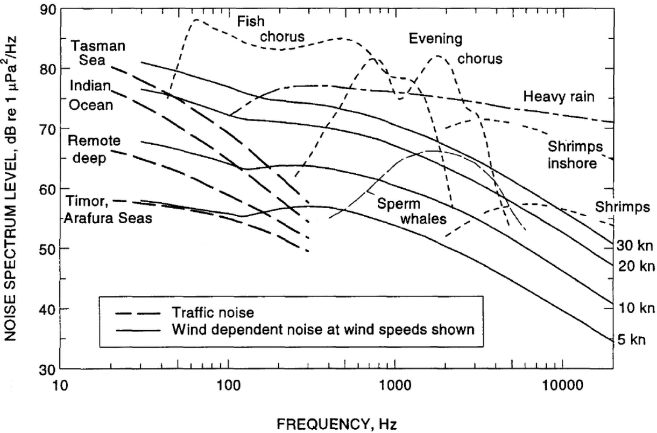 NOISE SPECTRUM LEVEL, dB re 1 μPa²/Hz
90
80
70
60
50
40
30
Tasman
Sea
Indian
Ocean
Remote
deep
Timor,
Arafura Seas
Fish
chorus
Evening
chorus
Heavy rain
Shrimps
inshore
Shrimps
Sperm
whales
30 kn
20 kn
10 kn
5 kn
Traffic noise
Wind dependent noise at wind speeds shown
10
100
1000
10000
FREQUENCY, Hz